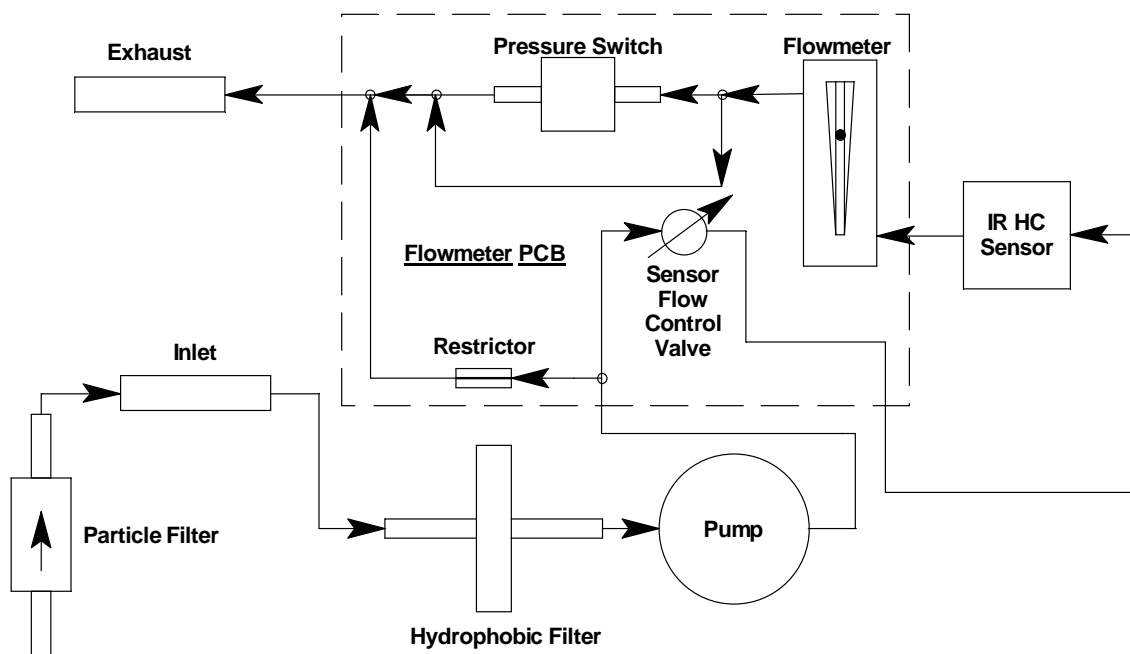 Pressure Switch
Flowmeter
Exhaust
IR HC
Sensor
Flowmeter PCB
Sensor
Flow
Control
Valve
Restrictor
Inlet
Particle Filter
Pump
Hydrophobic Filter